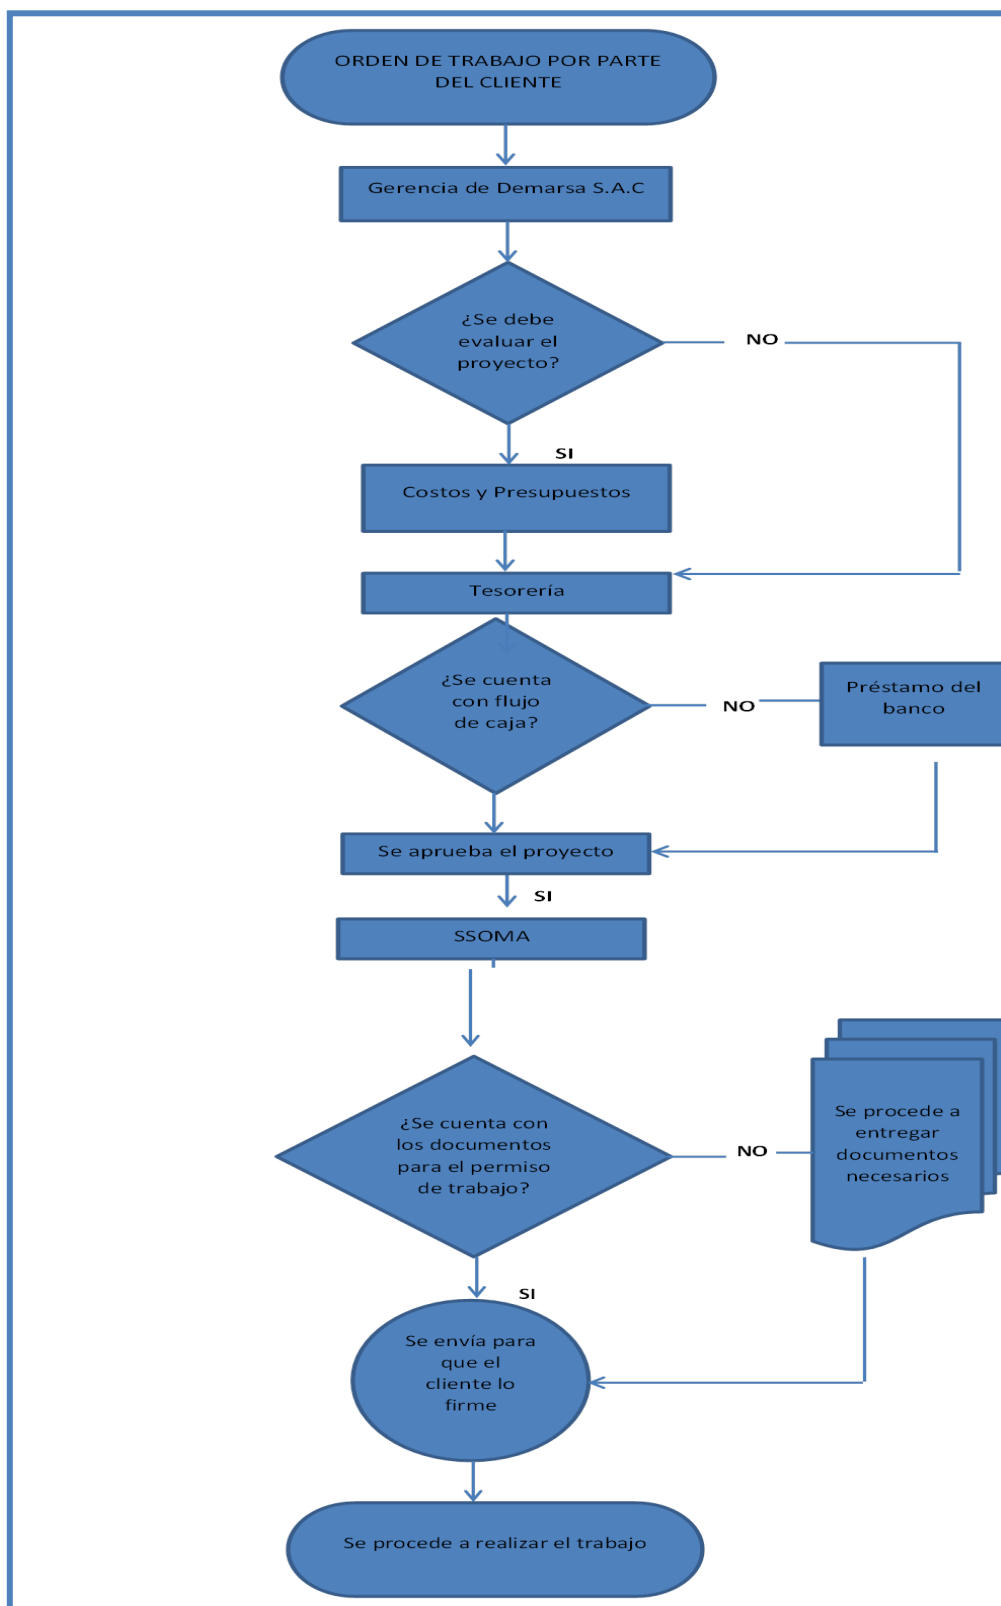 ORDEN DE TRABAJO POR PARTE
DEL CLIENTE
Gerencia de Demarsa S.A.C
¿Se debe
evaluar el
proyecto?
NO
SI
Costos y Presupuestos
Tesorería
¿Se cuenta
con flujo
de caja?
NO
Préstamo del
banco
Se aprueba el proyecto
SI
SSOMA
¿Se cuenta con
los documentos
para el permiso
de trabajo?
NO
Se procede a
entregar
documentos
necesarios
SI
Se envía para
que el
cliente lo
firme
Se procede a realizar el trabajo